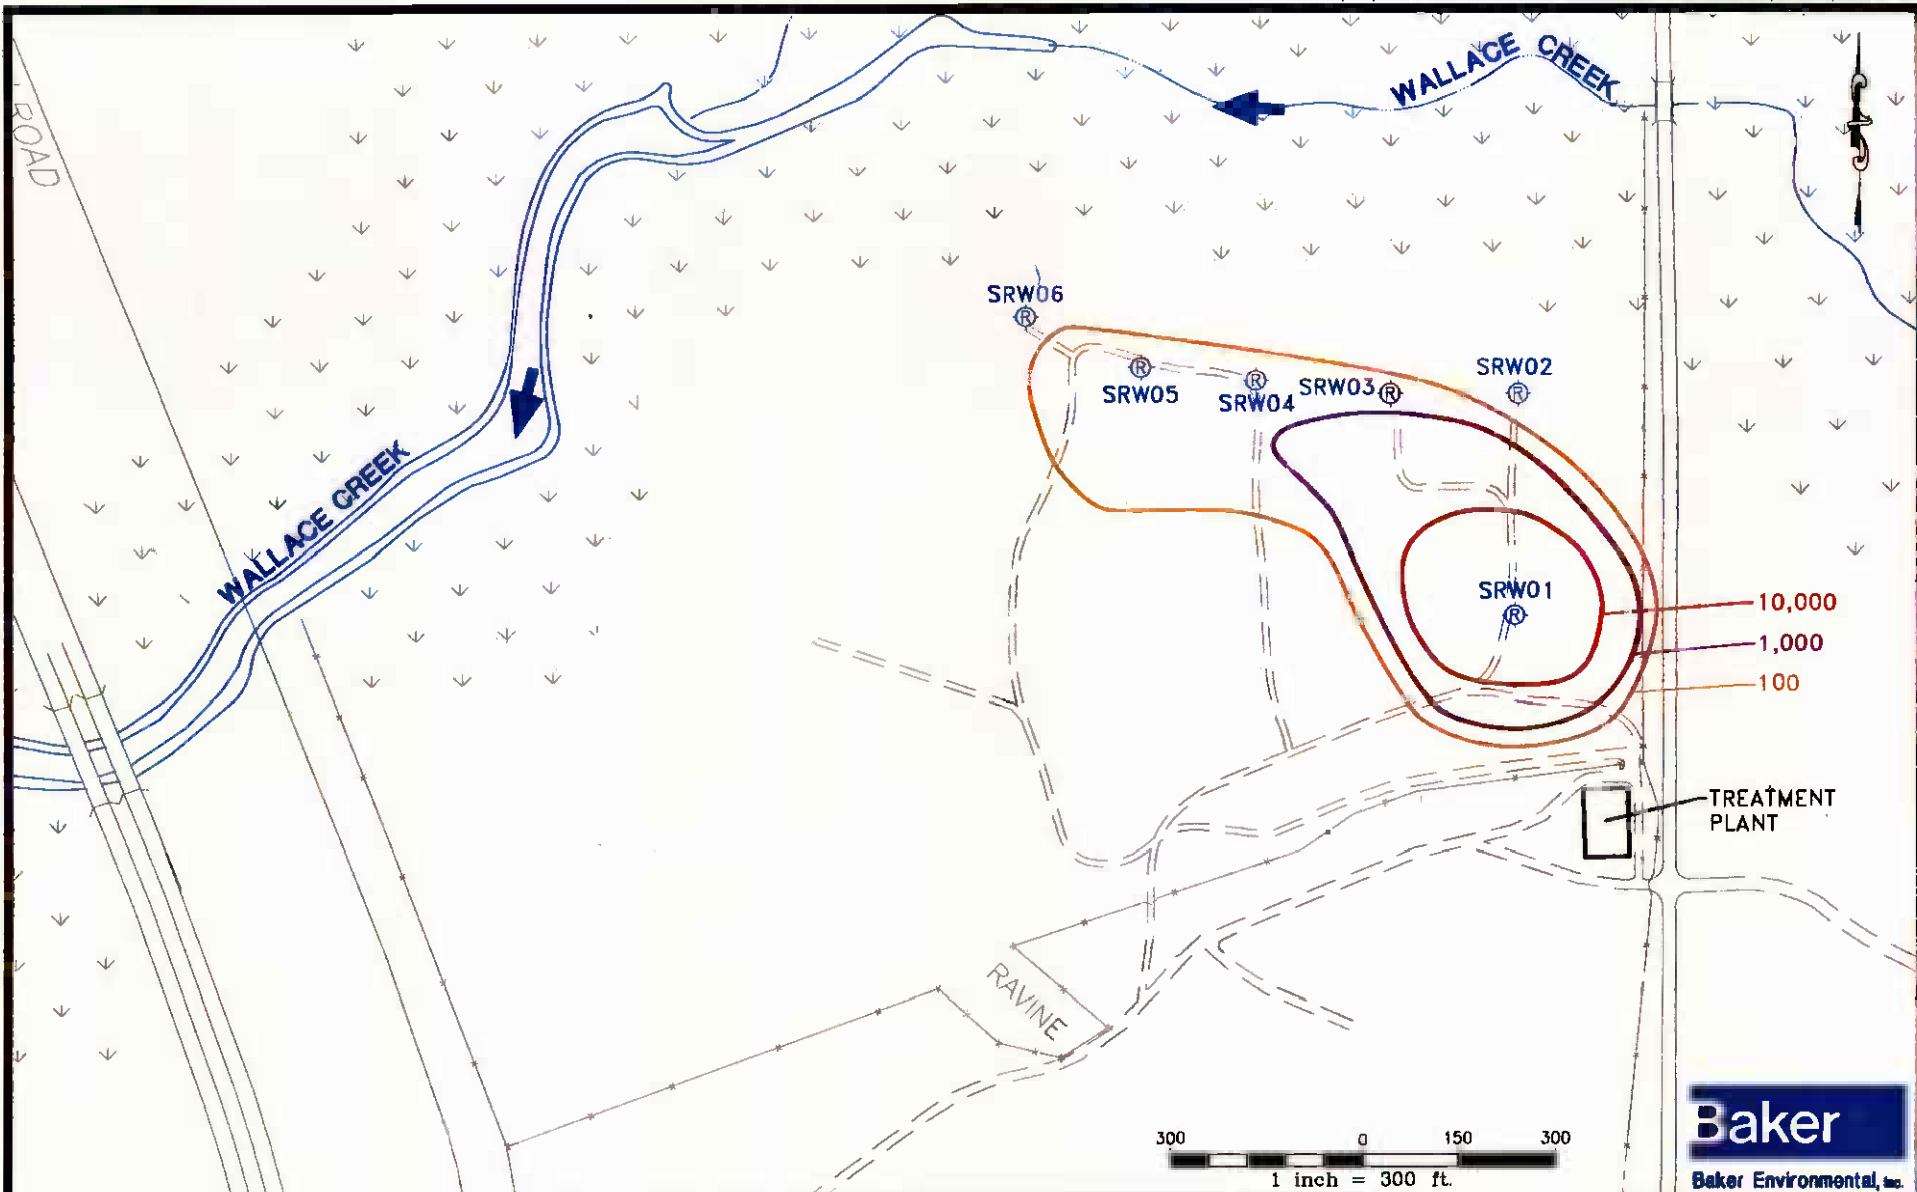 WALLACE CREEK
ROAD
SRW06
SRW05
SRW04
SRW03
SRW02
SRW01
WALLACE CREEK
10,000
1,000
100
TREATMENT
PLANT
RAVINE
300 0 150 300
1 inch = 300 ft.
Baker
Baker Environmental, Inc.